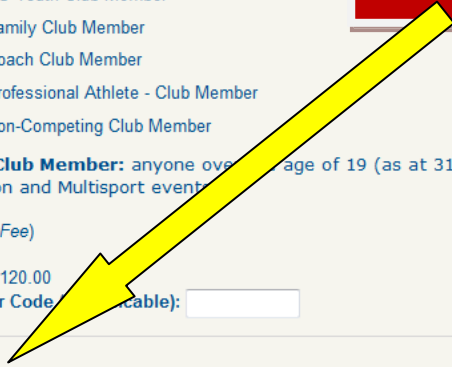 amily Club Member
oach Club Member
rofessional Athlete - Club Member
on-Competing Club Member
Club Member: anyone ove age of 19 (as at 31
on and Multisport event
Fee)
120.00
r Code cable):